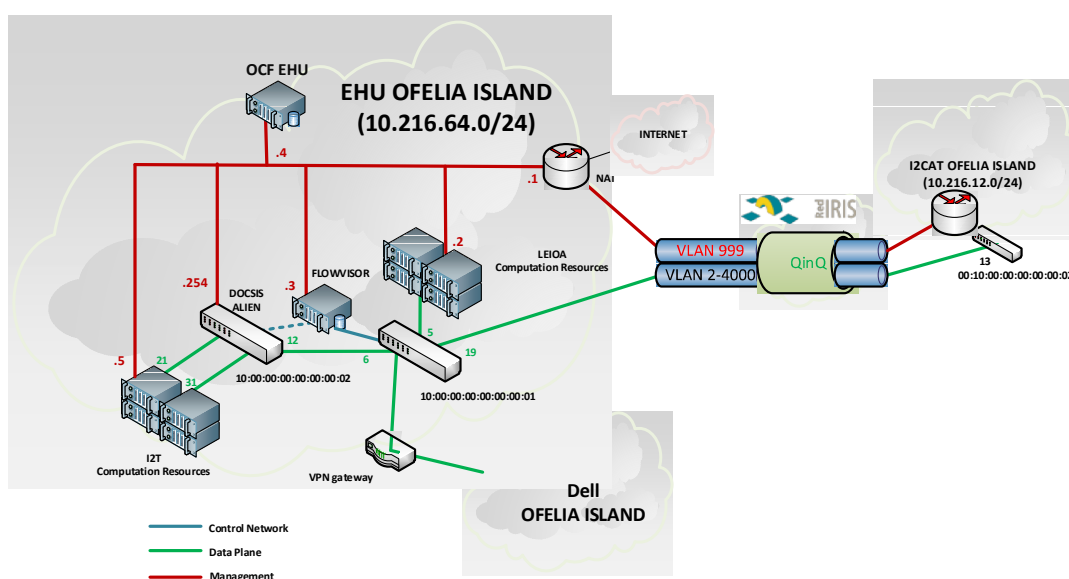 OCF EHU
EHU OFELIA ISLAND
(10.216.64.0/24)
INTERNET
I2CAT OFELIA ISLAND
(10.216.12.0/24)
.4
.1
Red
IRIS
VLAN 999
VLAN 2-4000
QinQ
13
.2
LEIOA
Computation Resources
FLOWVISOR
.254
DOCSIS
ALIEN
.3
12
5
6
19
.5
21
31
10:00:00:00:00:00:00:02
10:00:00:00:00:00:00:01
I2T
Computation Resources
VPN gateway
Dell
OFELIA ISLAND
Control Network
Data Plane
Management